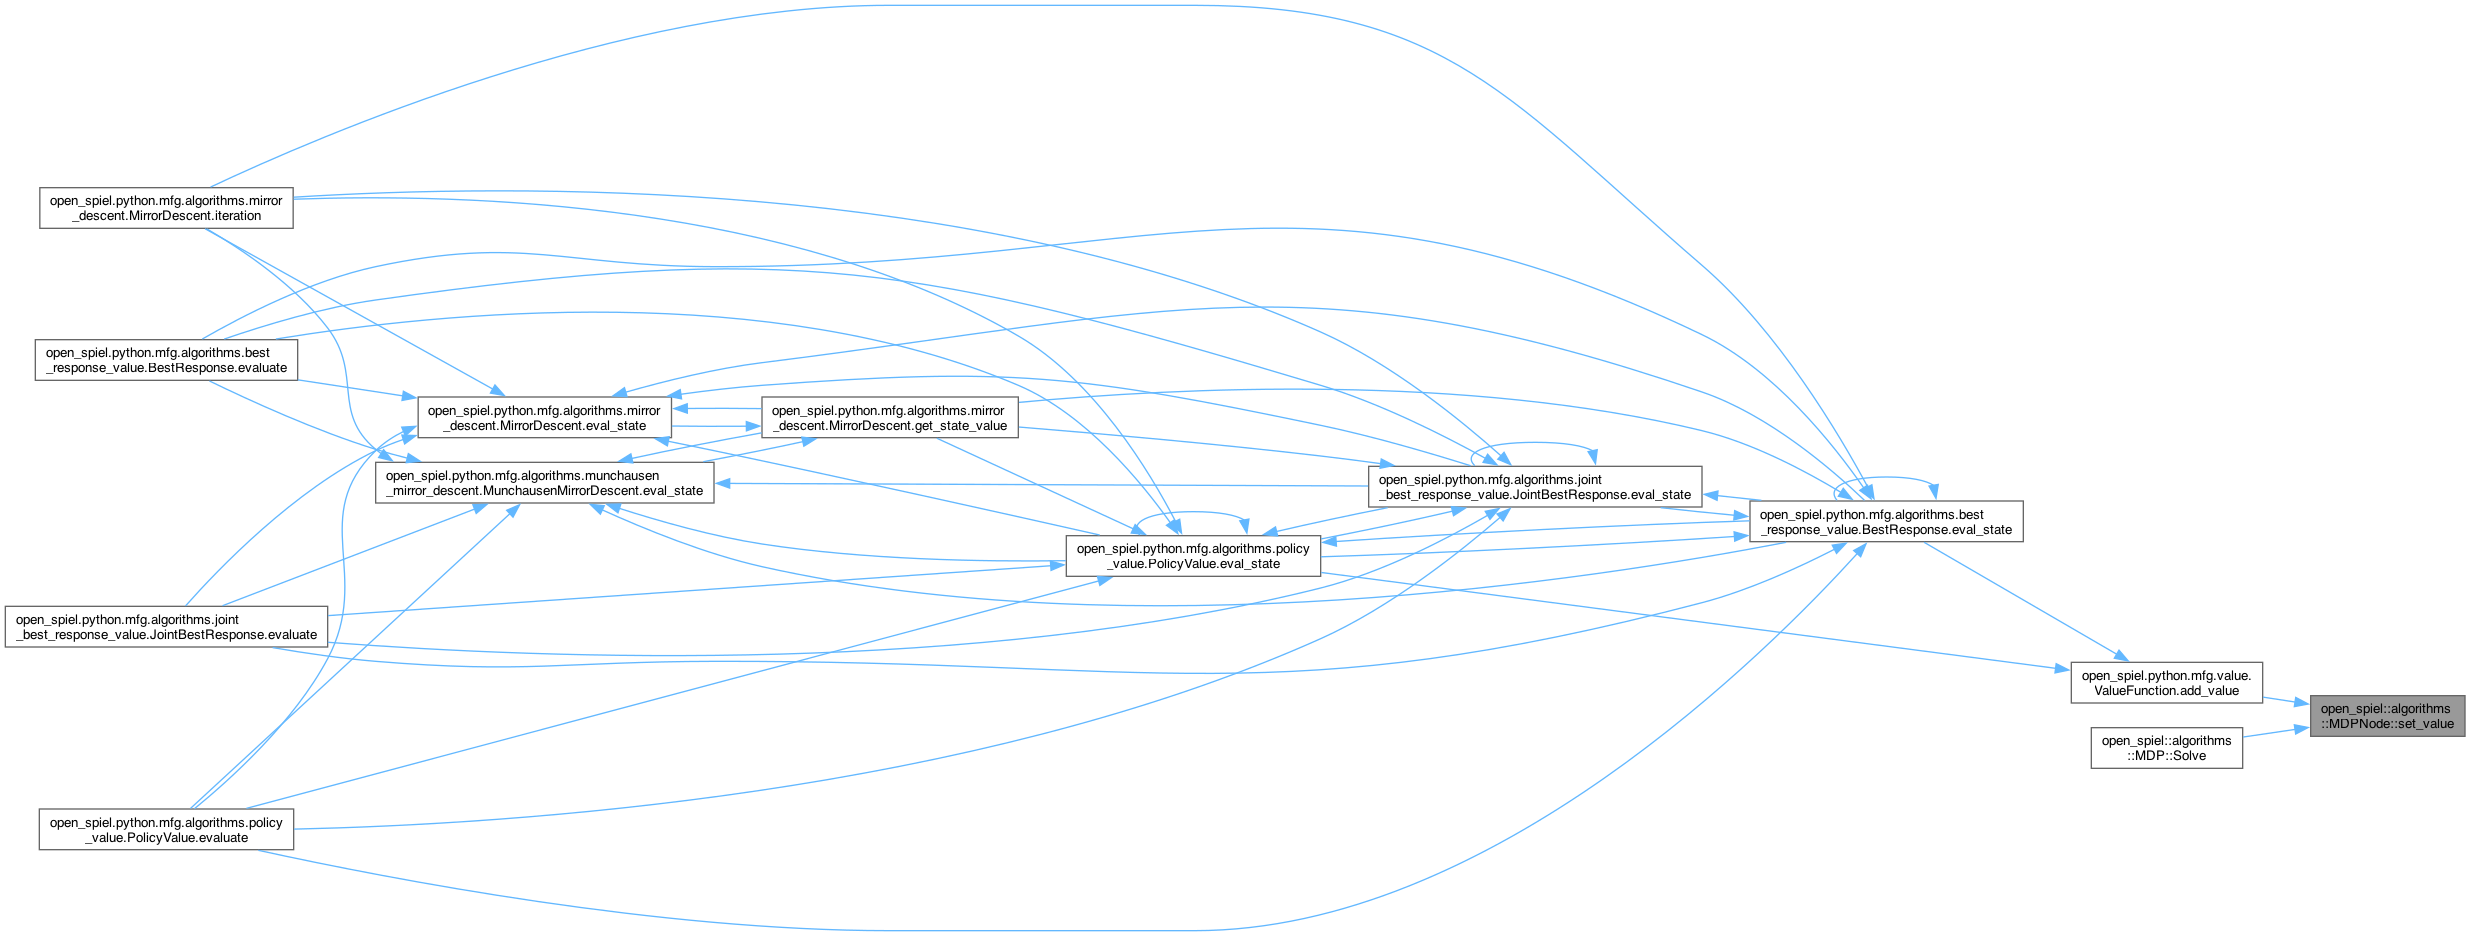 open_spiel.python.mfg.algorithms.mirror
_descent.MirrorDescent.iteration
open_spiel.python.mfg.algorithms.best
_response_value.BestResponse.evaluate
open_spiel.python.mfg.algorithms.mirror
_descent.MirrorDescent.eval_state
open_spiel.python.mfg.algorithms.mirror
_descent.MirrorDescent.get_state_value
open_spiel.python.mfg.algorithms.munchausen
_mirror_descent.MunchausenMirrorDescent.eval_state
open_spiel.python.mfg.algorithms.joint
_best_response_value.JointBestResponse.eval_state
open_spiel.python.mfg.algorithms.best
_response_value.BestResponse.eval_state
open_spiel.python.mfg.algorithms.policy
_value.PolicyValue.eval_state
open_spiel.python.mfg.algorithms.joint
_best_response_value.JointBestResponse.evaluate
open_spiel.python.mfg.value.
ValueFunction.add_value
open_spiel::algorithms
::MDPNode::set_value
open_spiel::algorithms
::MDP::Solve
open_spiel.python.mfg.algorithms.policy
_value.PolicyValue.evaluate